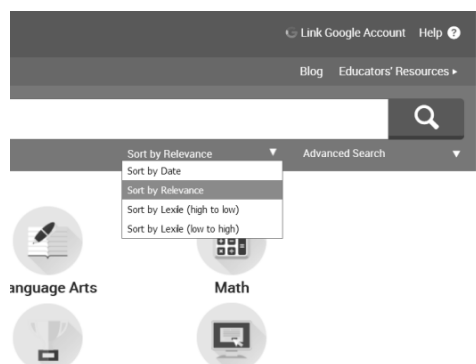 Link Google Account Help ?
Blog Educators' Resources
Sort by Relevance Advanced Search
Sort by Date
Sort by Relevance
Sort by Lexile (high to low)
Sort by Lexile (low to high)
anguage Arts Math